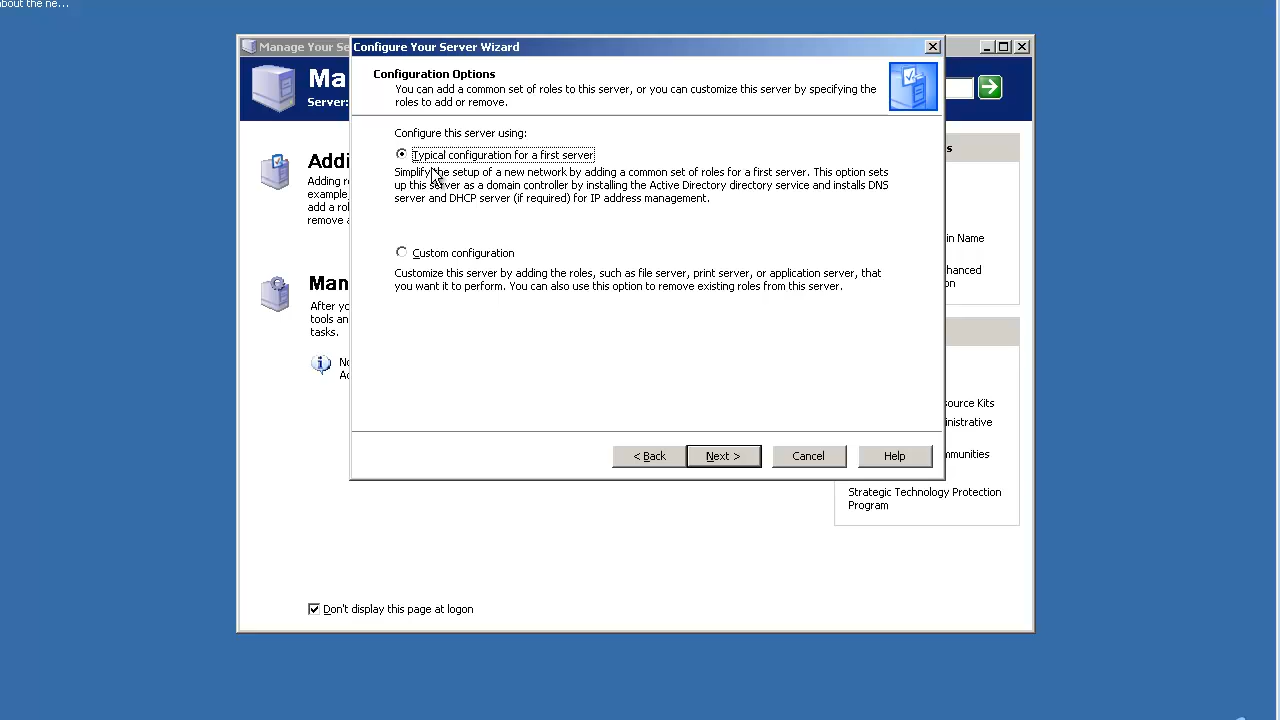 about the ne...
Manage Your Se
Configure Your Server Wizard
Ma
Server:
Configuration Options
You can add a common set of roles to this server, or you can customize this server by specifying the
roles to add or remove.
Configure this server using:
Typical configuration for a first server
Simplify the setup of a new network by adding a common set of roles for a first server. This option sets
up this server as a domain controller by installing the Active Directory directory service and installs DNS
server and DHCP server (if required) for IP address management.
Custom configuration
Customize this server by adding the roles, such as file server, print server, or application server, that
you want it to perform. You can also use this option to remove existing roles from this server.
< Back
Next >
Cancel
Help
Addi
Adding r
example
add a rol
remove a
Man
After yo
tools an
tasks.
No
Ac
s
in Name
hanced
on
source Kits
ministrative
mmunities
Strategic Technology Protection
Program
Don't display this page at logon